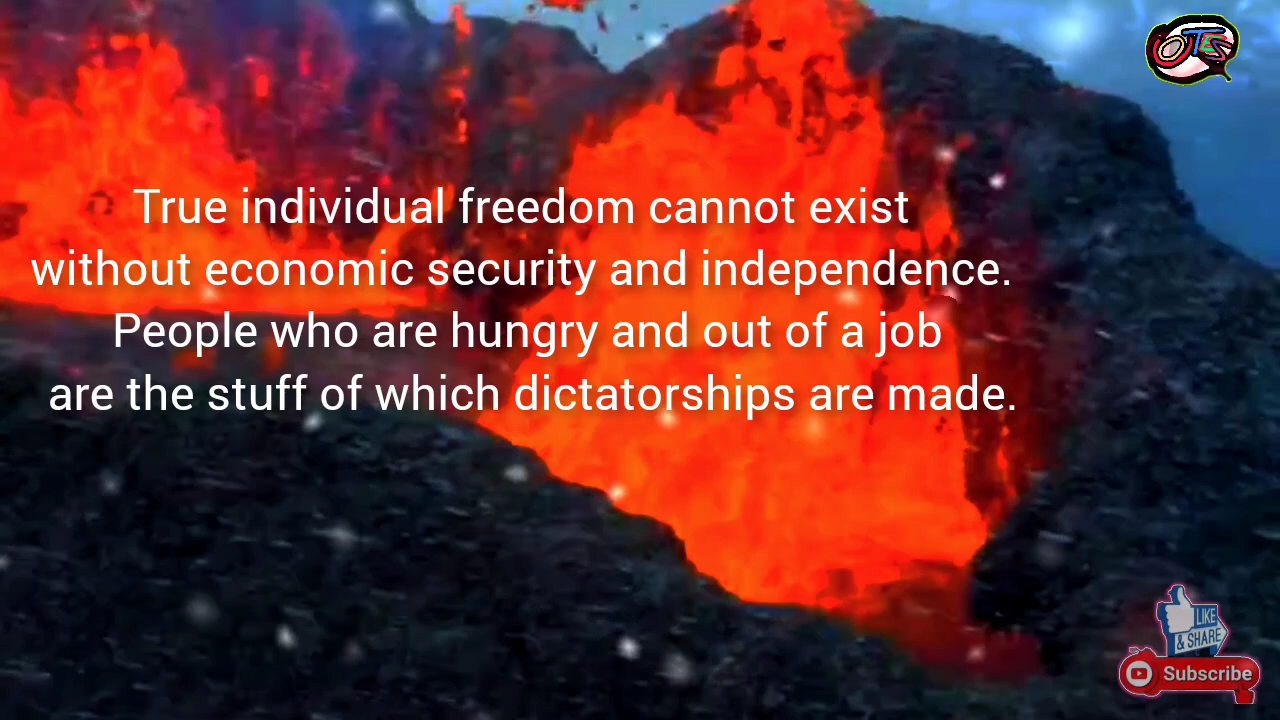 OTES
True individual freedom cannot exist
without economic security and independence.
People who are hungry and out of a job
are the stuff of which dictatorships are made.
LIKE
& SHARE
Subscribe